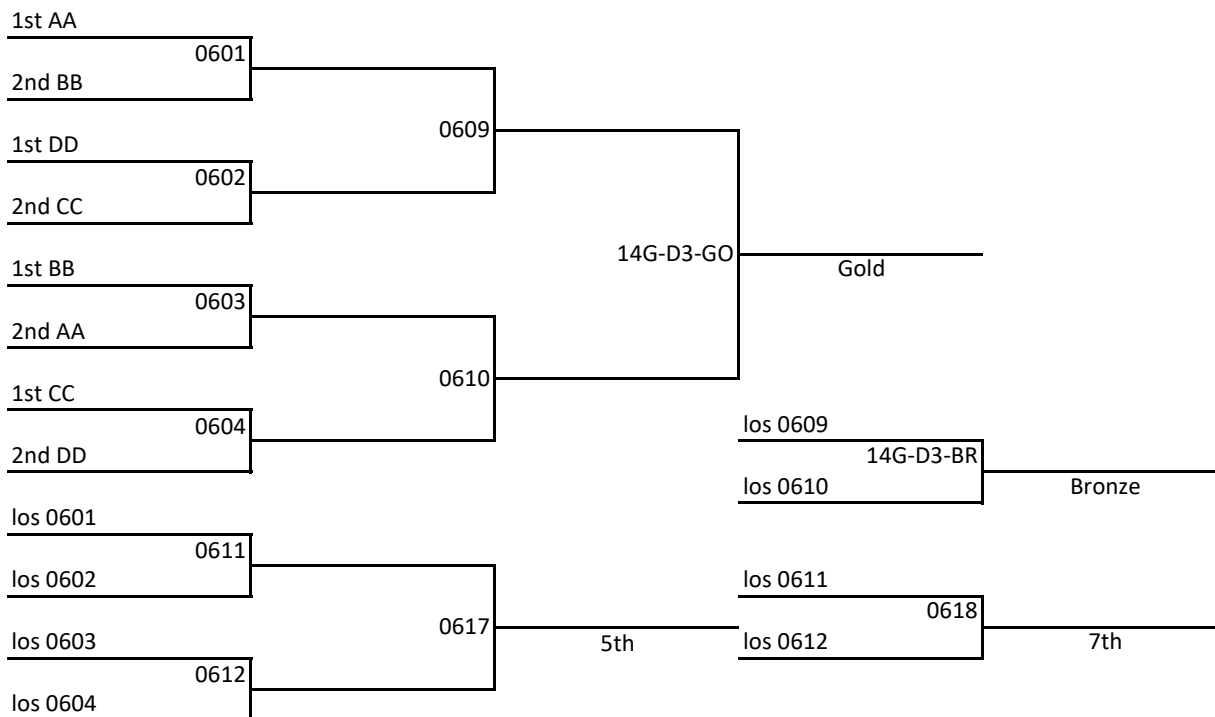 1st AA
0601
2nd BB
0609
1st DD
0602
2nd CC
14G-D3-GO
Gold
1st BB
0603
2nd AA
0610
1st CC
0604
2nd DD
los 0609
14G-D3-BR
los 0610
Bronze
los 0601
0611
los 0602
0617
5th
los 0603
0612
los 0604
los 0611
0618
los 0612
7th